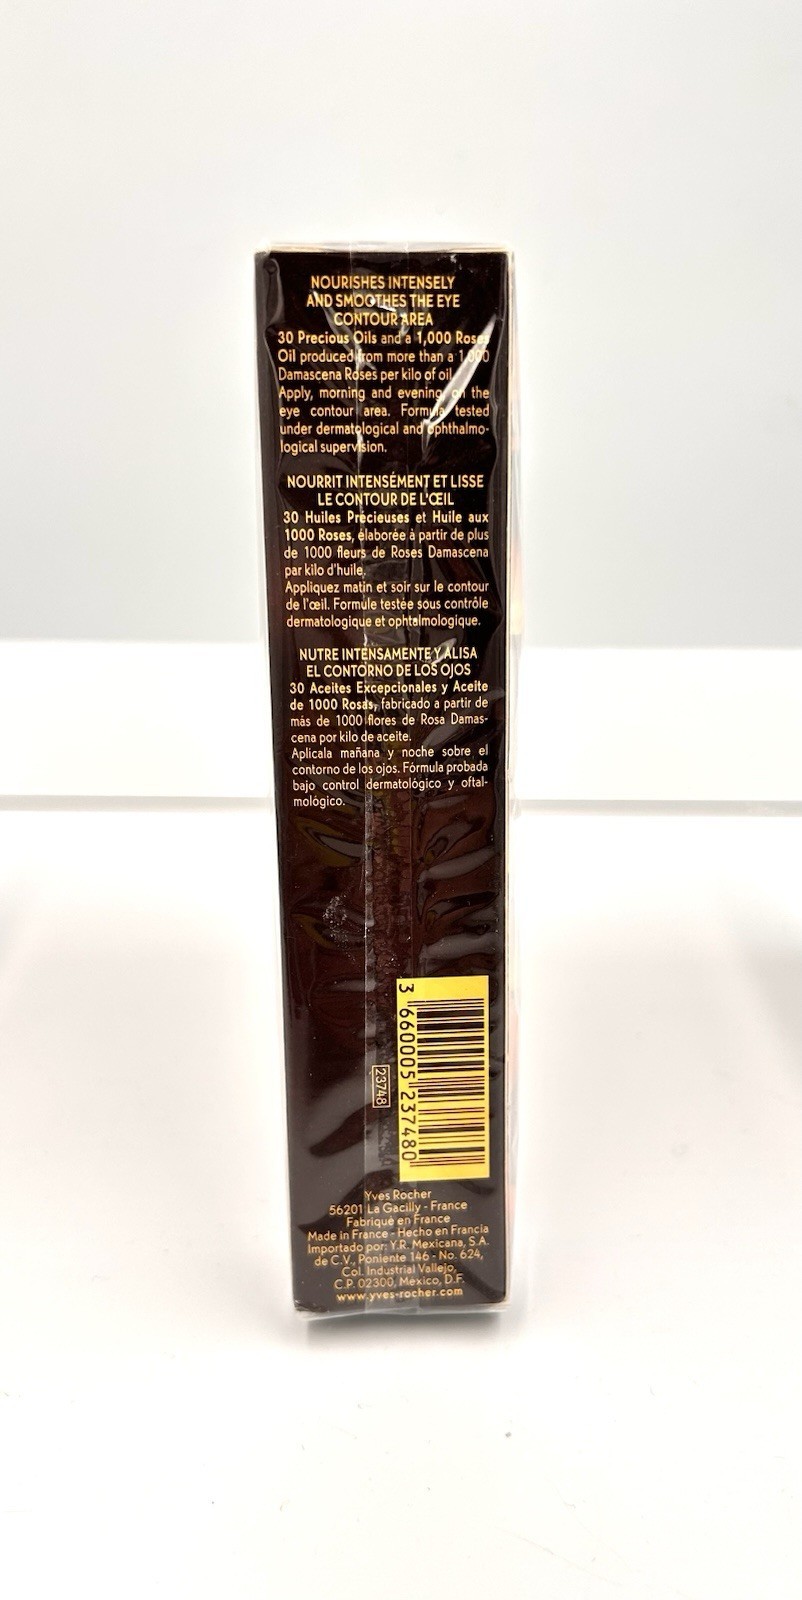 NOURISHES INTENSELY
AND SMOOTHES THE EYE
CONTOUR AREA
30 Precious Oils and a 1,000 Roses
Oil produced from more than a 1 000
Damascena Roses per kilo of oil.
Apply, morning and evening, on the
eye contour area. Formula tested
under dermatological and ophthalmo-
logical supervision.
NOURRIT INTENSÉMENT ET LISSE
LE CONTOUR DE L'ŒIL
30 Huiles Précieuses et Huile aux
1000 Roses, élaborée à partir de plus
de 1000 fleurs de Roses Damascena
par kilo d'huile.
Appliquez matin et soir sur le contour
de l'œil. Formule testée sous contrôle
dermatologique et ophtalmologique.
NUTRE INTENSAMENTE Y ALISA
EL CONTORNO DE LOS OJOS
30 Aceites Excepcionales y Aceite
de 1000 Rosas, fabricado a partir de
más de 1000 flores de Rosa Damas-
cena por kilo de aceite.
Aplícala mañana y noche sobre el
contorno de los ojos. Fórmula probada
bajo control dermatológico y oftal-
mológico.
3 660005 237480
23748
Yves Rocher
56201 La Gacilly - France
Fabriqué en France
Made in France - Hecho en Francia
Importado por: Y.R. Mexicana, S.A.
de C.V., Poniente 146 - No. 624,
Col. Industrial Vallejo,
C.P. 02300, México, D.F.
www.yves-rocher.com